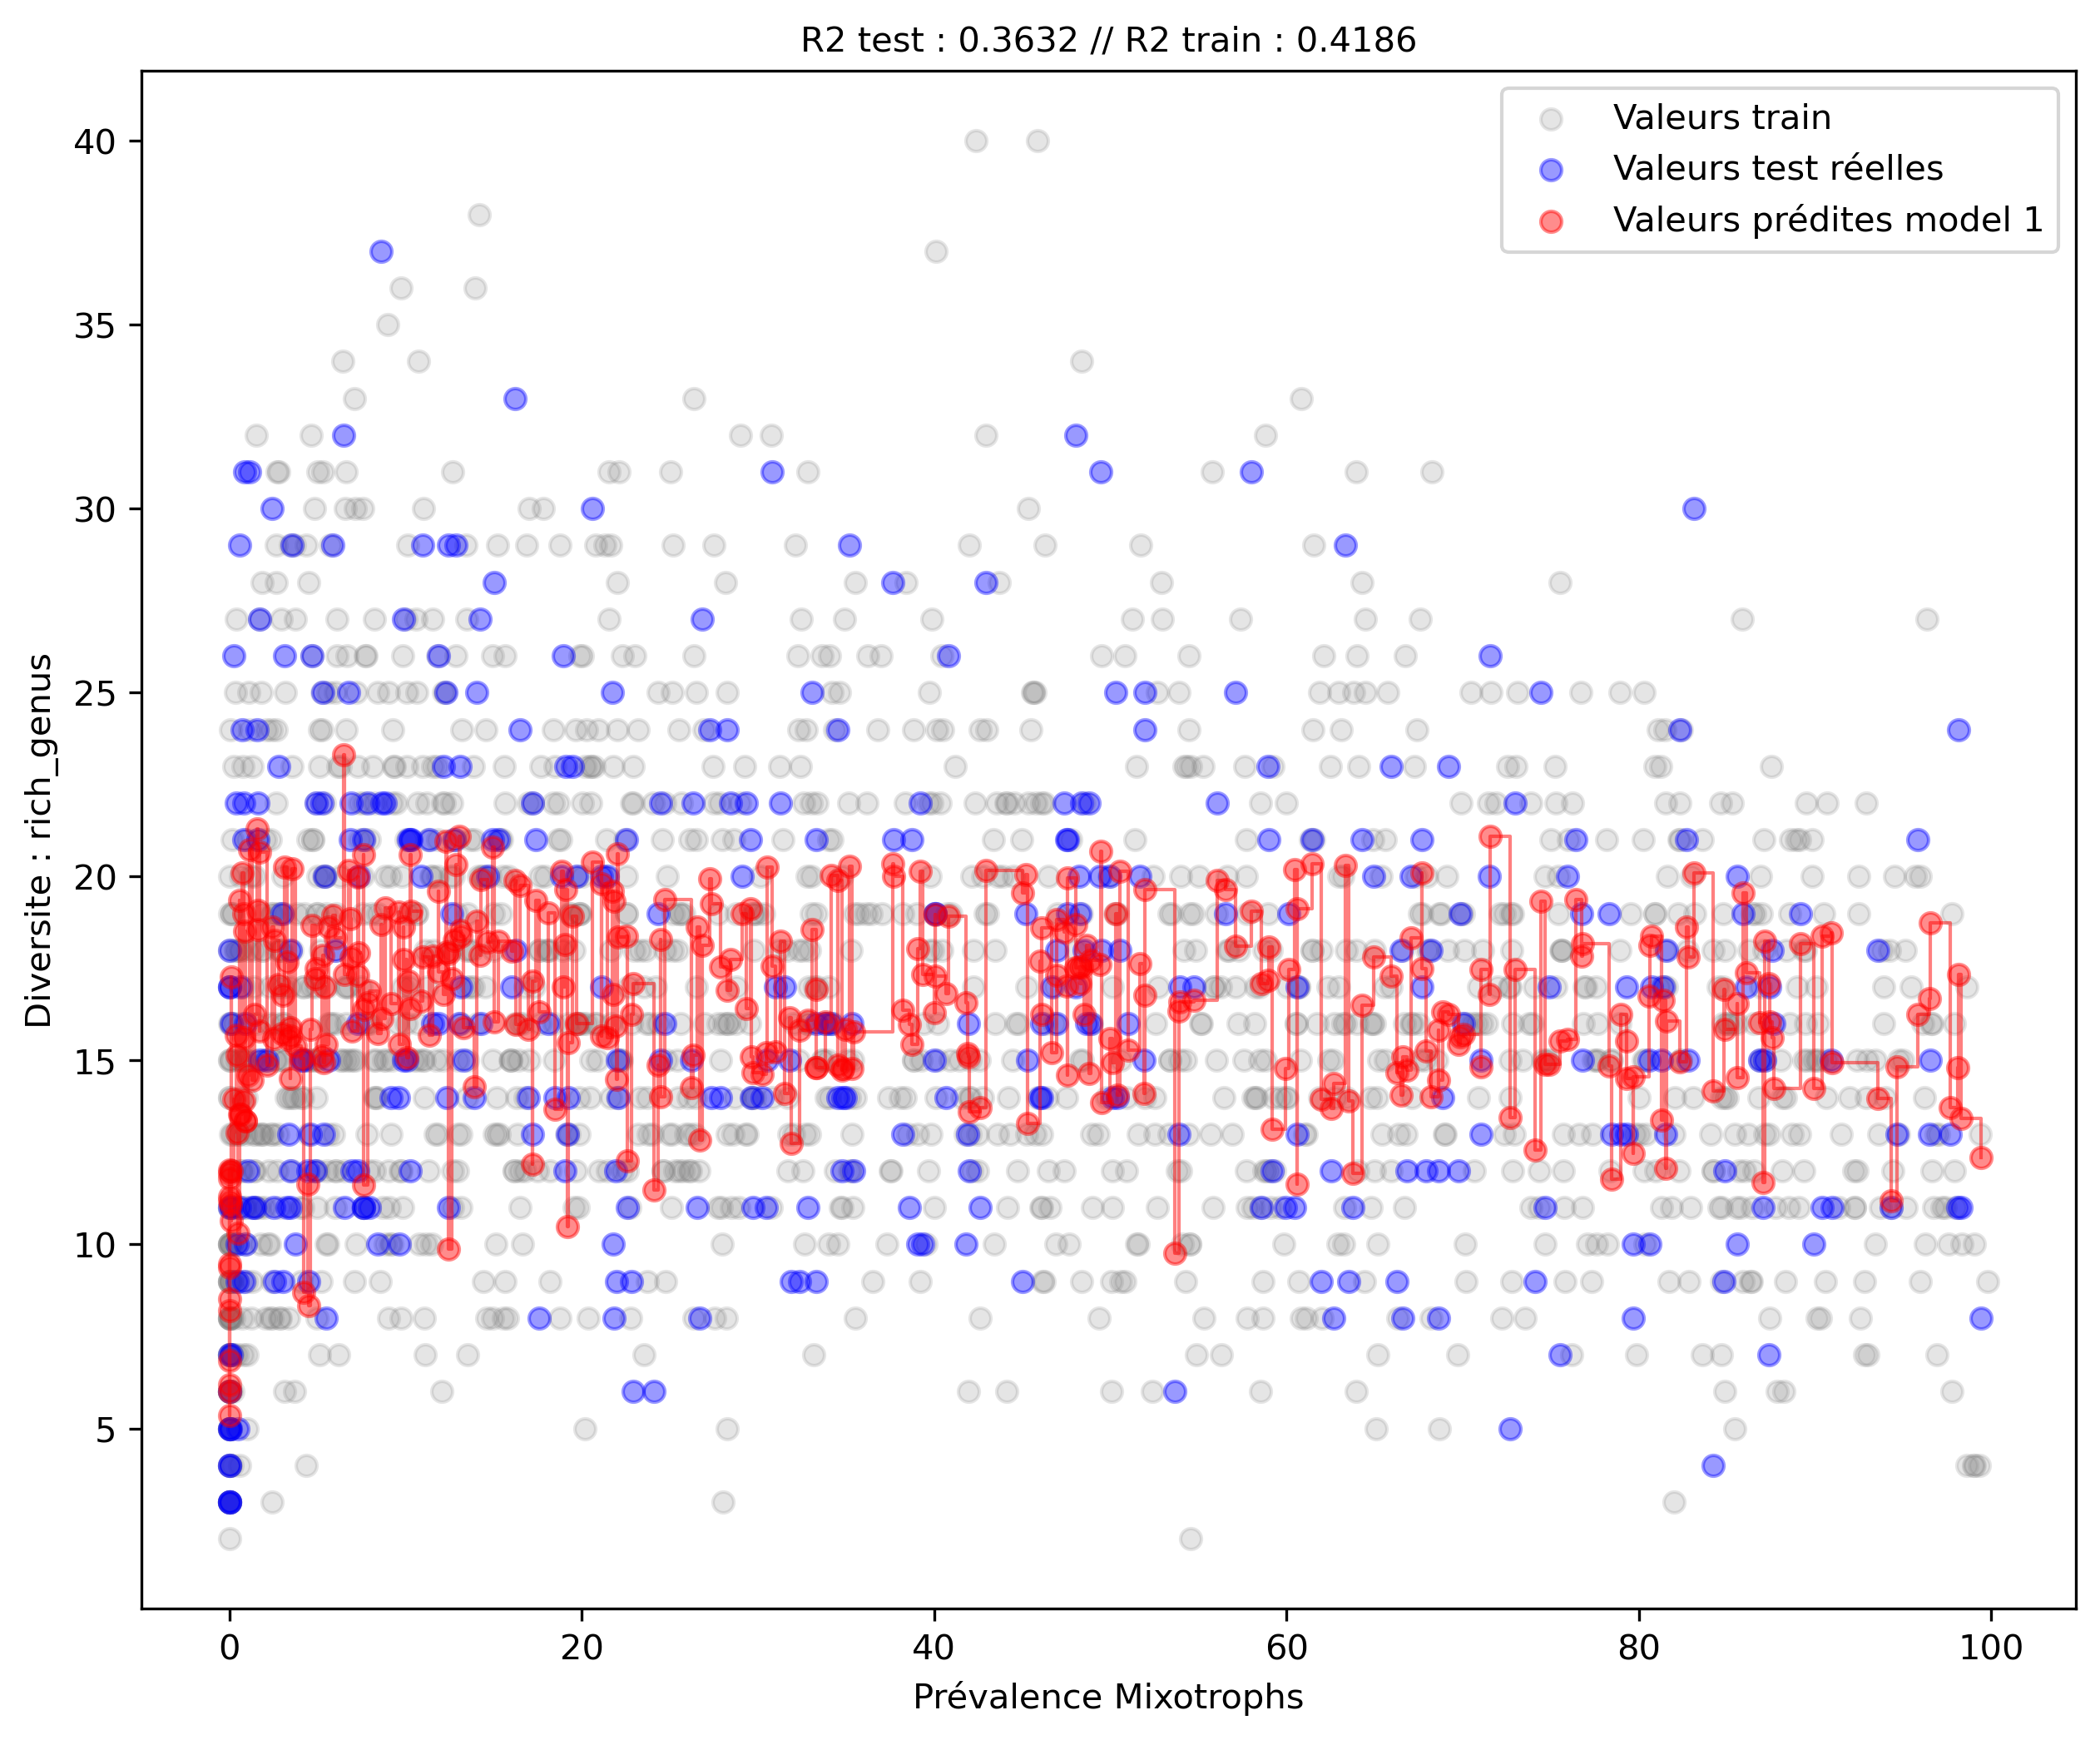 R2 test : 0.3632 // R2 train : 0.4186
Valeurs train
Valeurs test réelles
Valeurs prédites model 1
Diversite : rich_genus
40
35
30
25
20
15
10
5
0
20
40
60
80
100
Prévalence Mixotrophs